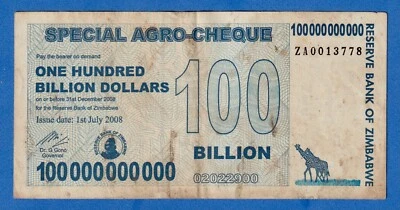 SPECIAL AGRO-CHEQUE
100000000000
ZA0013778
Pay the bearer on demand
ONE HUNDRED
BILLION DOLLARS
on or before 31st December 2008
for the Reserve Bank of Zimbabwe
Issue date: 1st July 2008
100
BILLION
Dr. G Gono
Governor
100000000000
02022900
RESERVE BANK OF ZIMBABWE